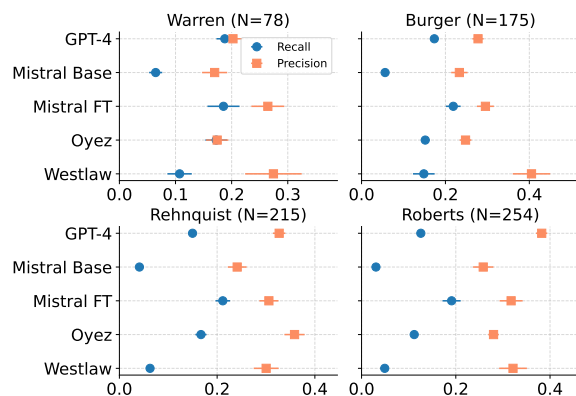 Warren (N=78)
Burger (N=175)
GPT-4
Mistral Base
Mistral FT
Oyez
Westlaw
Recall
Precision
0.0 0.1 0.2 0.3
0.0 0.2 0.4
Rehnquist (N=215)
Roberts (N=254)
GPT-4
Mistral Base
Mistral FT
Oyez
Westlaw
0.0 0.2 0.4
0.0 0.2 0.4